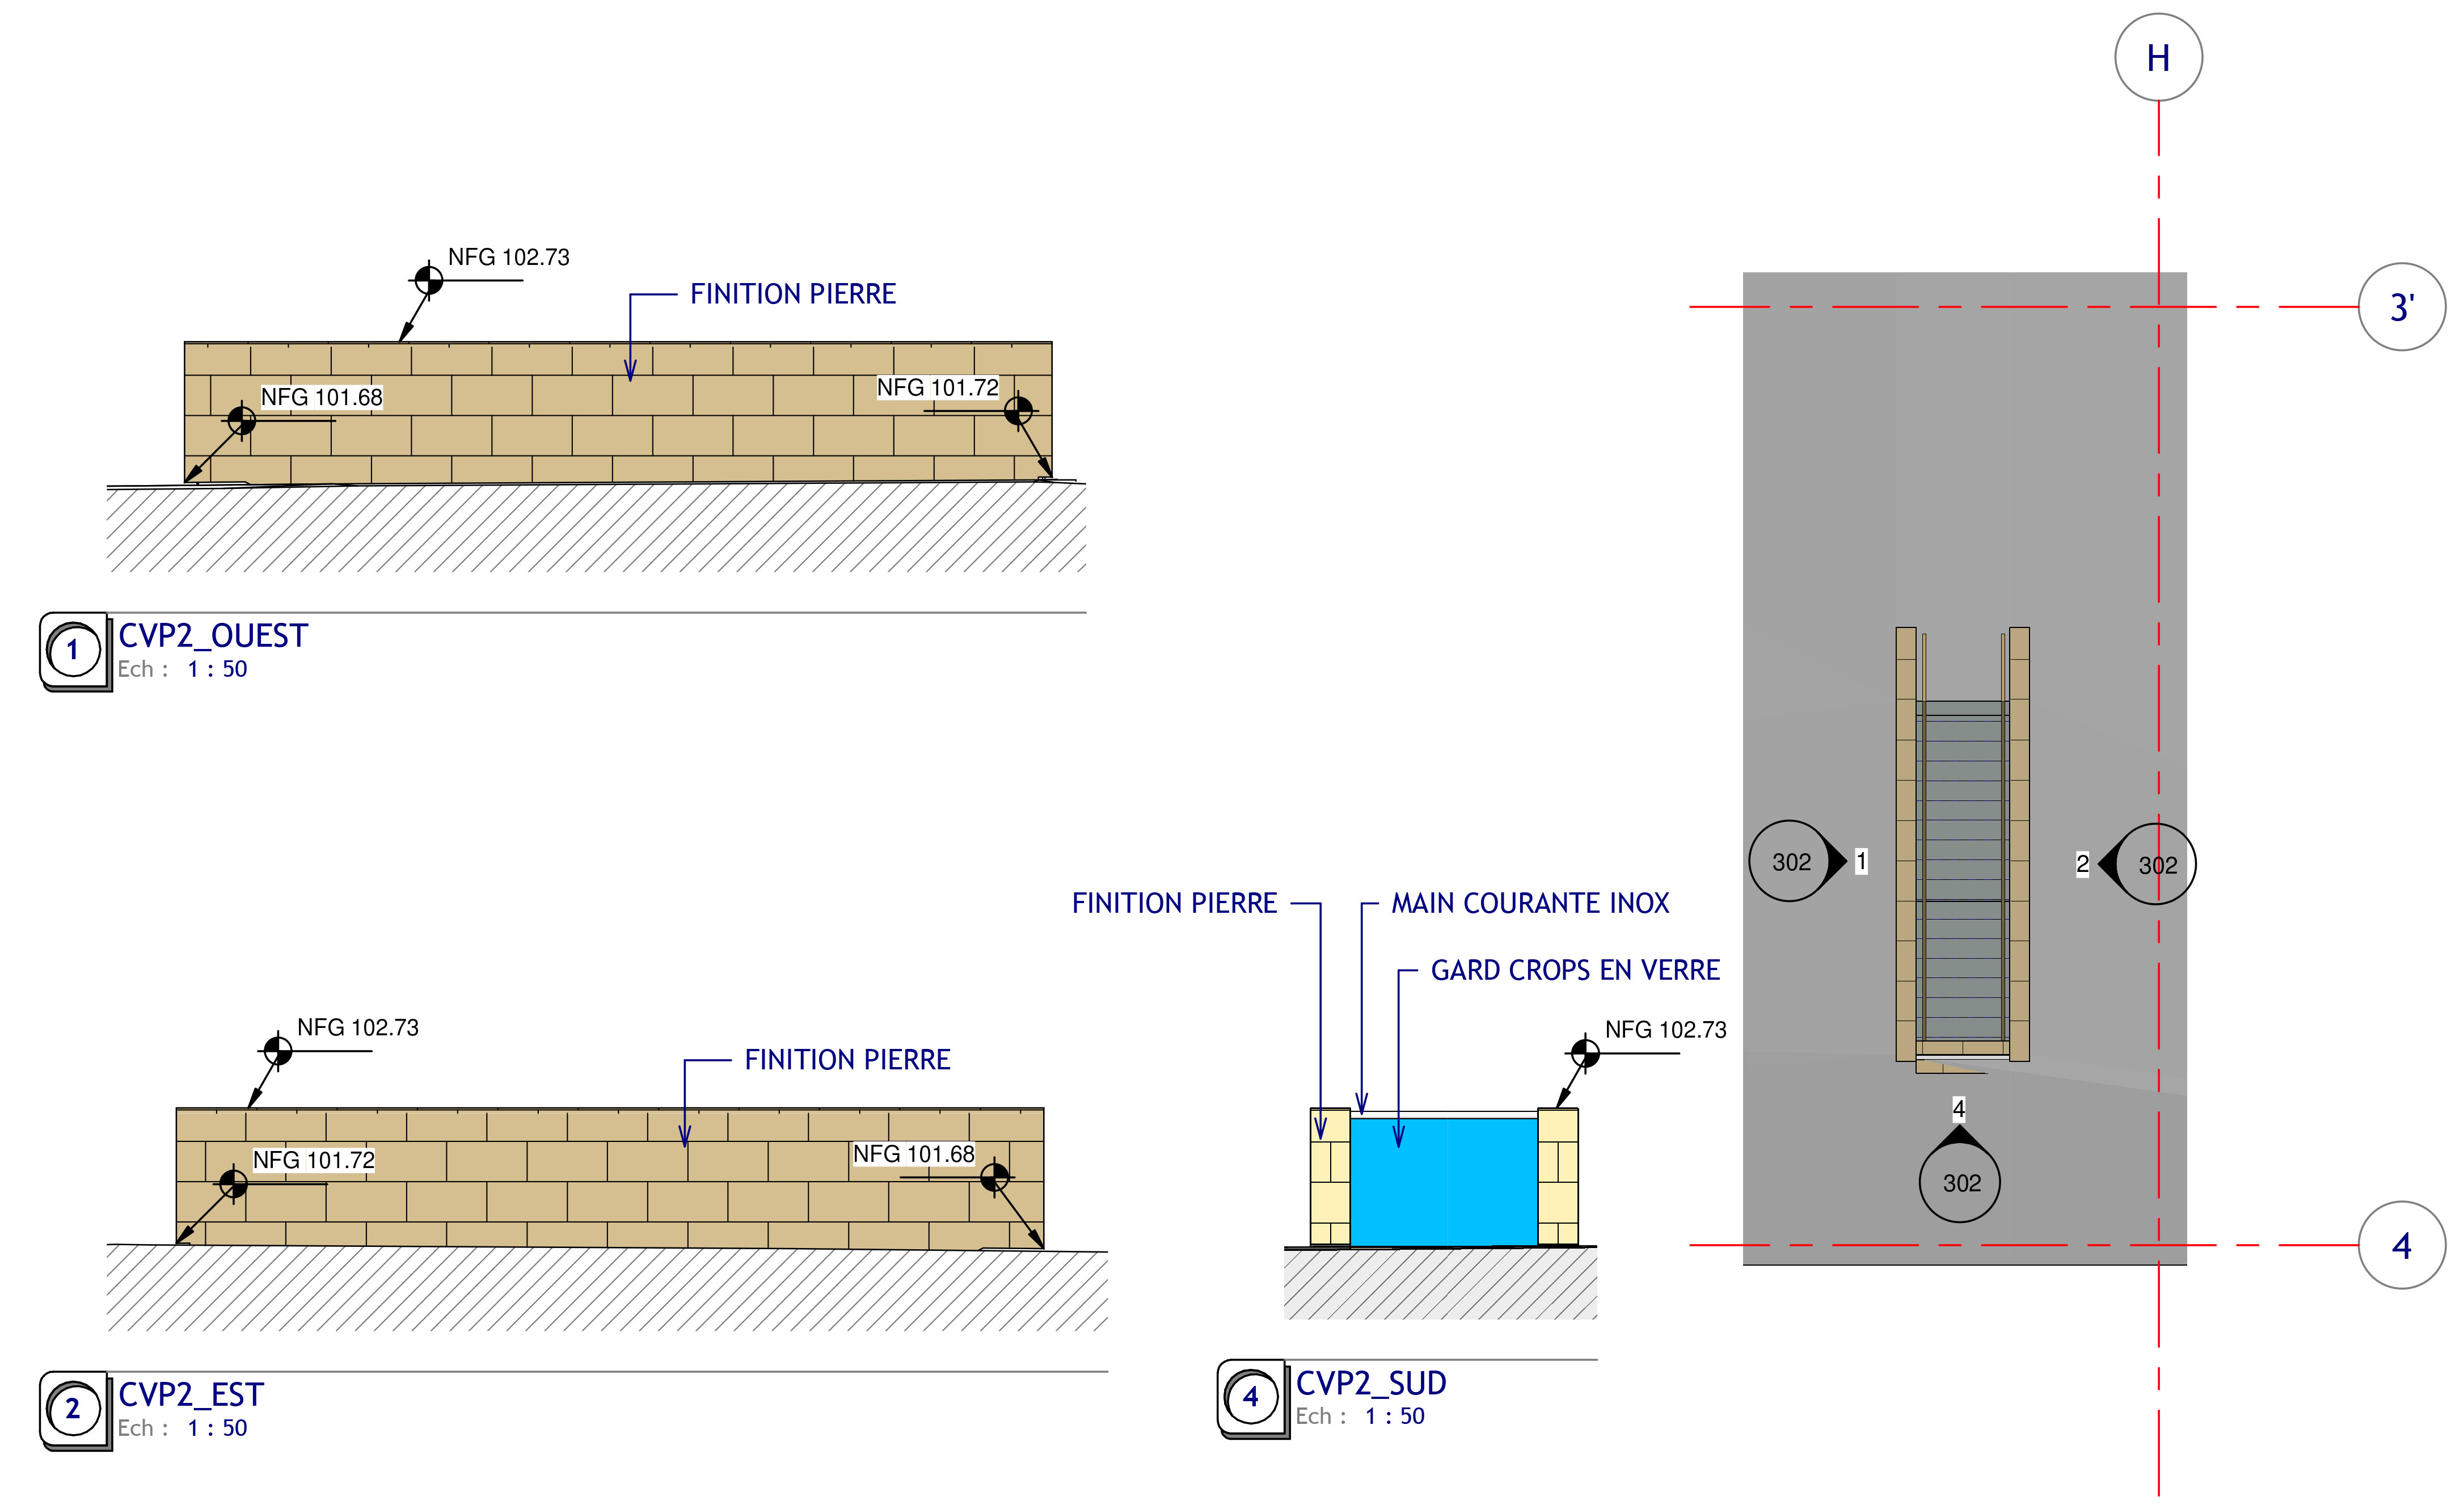 H
3'
NFG 102.73
FINITION PIERRE
NFG 101.68
NFG 101.72
1
CVP2_OUEST
Ech : 1 : 50
302
1
2
302
FINITION PIERRE
MAIN COURANTE INOX
GARD CROPS EN VERRE
NFG 102.73
NFG 102.73
FINITION PIERRE
NFG 101.72
NFG 101.68
4
302
4
2
CVP2_EST
Ech : 1 : 50
4
CVP2_SUD
Ech : 1 : 50